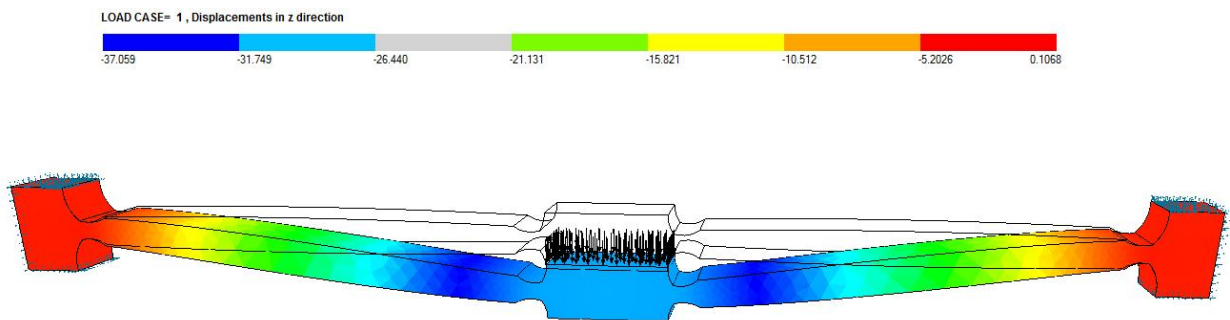 LOAD CASE= 1 , Displacements in z direction
-37.059 -31.749 -26.440 -21.131 -15.821 -10.512 -5.2026 0.1068